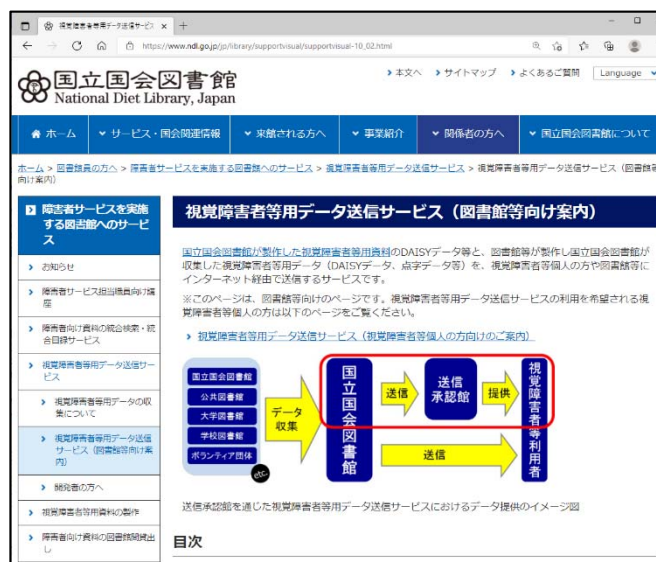 視覚障害者等用データ送信サービス
https://www.ndl.go.jp/jp/library/supportvisual/supportvisual-10_02.html
国立国会図書館
National Diet Library, Japan
本文へ サイトマップ よくあるご質問 Language
ホーム サービス・国会関連情報 来館される方へ 事業紹介 関係者の方へ 国立国会図書館について
ホーム > 図書館員の方へ > 障害者サービスを実施する図書館へのサービス > 視覚障害者等用データ送信サービス > 視覚障害者等用データ送信サービス（図書館等
向け案内）
障害者サービスを実施
する図書館へのサービ
ス
お知らせ
障害者サービス担当職員向け講
座
障害者向け資料の統合検索・統
合目録サービス
視覚障害者等用データ送信サー
ビス
視覚障害者等用データの収
集について
視覚障害者等用データ送信
サービス（図書館等向け案
内）
開発者の方へ
視覚障害者等用資料の製作
障害者向け資料の図書館間貸出
し
視覚障害者等用データ送信サービス（図書館等向け案内）
国立国会図書館が製作した視覚障害者等用資料のDAISYデータ等と、図書館等が製作し国立国会図書館が
収集した視覚障害者等用データ（DAISYデータ、点字データ等）を、視覚障害者等個人の方や図書館等に
インターネット経由で送信するサービスです。
※このページは、図書館等向けのページです。視覚障害者等用データ送信サービスの利用を希望される視
覚障害者等個人の方は以下のページをご覧ください。
視覚障害者等用データ送信サービス（視覚障害者等個人の方向けのご案内）
国立国会図書館
公共図書館
大学図書館
学校図書館
ボランティア団体
etc.
データ
収集
国立国会図書館
送信
送信
承認館
提供
視覚障害者等利用者
送信
送信承認館を通じた視覚障害者等用データ送信サービスにおけるデータ提供のイメージ図
目次